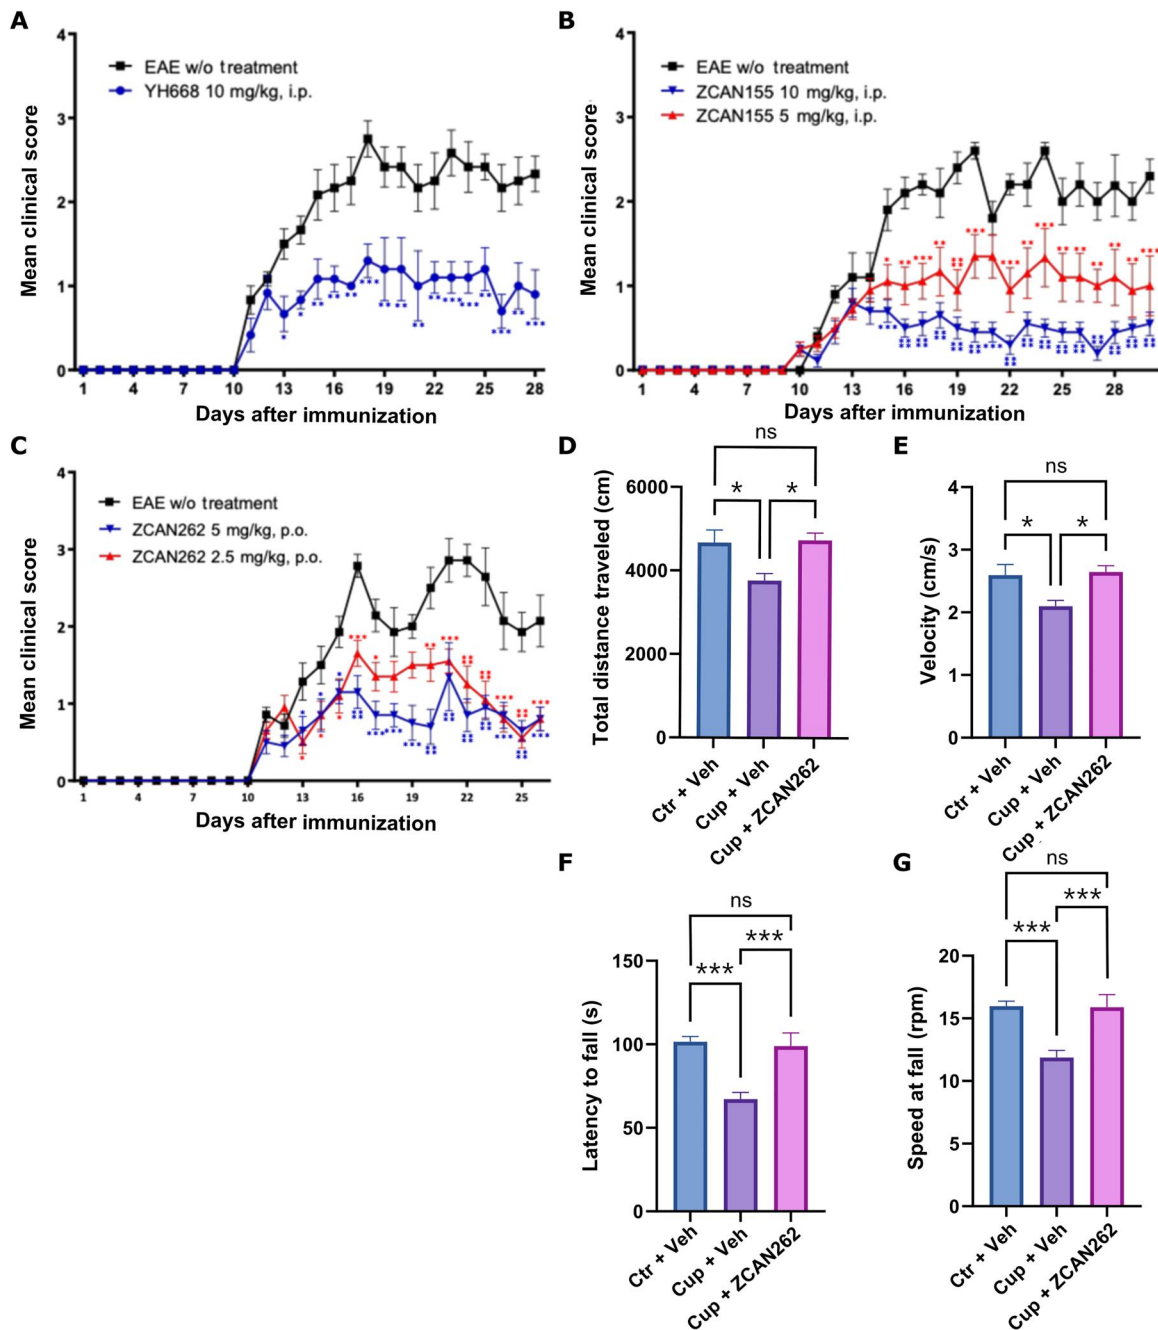 A
4
3
2
1
0
Mean clinical score
EAE w/o treatment
YH668 10 mg/kg, i.p.
1 4 7 10 13 16 19 22 25 28
Days after immunization
B
4
3
2
1
0
Mean clinical score
EAE w/o treatment
ZCAN155 10 mg/kg, i.p.
ZCAN155 5 mg/kg, i.p.
1 4 7 10 13 16 19 22 25 28
Days after immunization
C
4
3
2
1
0
Mean clinical score
EAE w/o treatment
ZCAN262 5 mg/kg, p.o.
ZCAN262 2.5 mg/kg, p.o.
1 4 7 10 13 16 19 22 25
Days after immunization
D
ns
* *
6000
4000
2000
0
Total distance traveled (cm)
Ctr + Veh
Cup + Veh
Cup + ZCAN262
E
ns
* *
4
3
2
1
0
Velocity (cm/s)
Ctr + Veh
Cup + Veh
Cup + ZCAN262
F
ns
***
***
150
100
50
0
Latency to fall (s)
Ctr + Veh
Cup + Veh
Cup + ZCAN262
G
ns
***
***
20
15
10
5
0
Speed at fall (rpm)
Ctr + Veh
Cup + Veh
Cup + ZCAN262